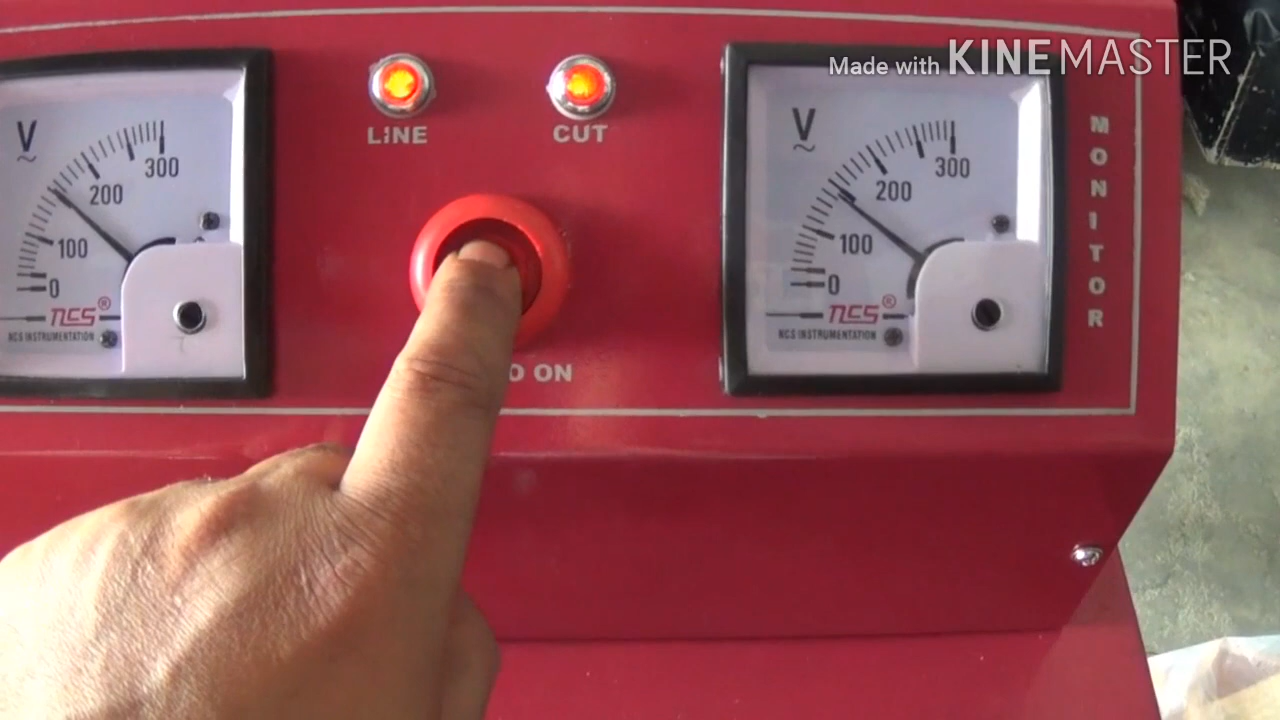 Made with KINEMASTER
LINE
CUT
V
300
200
100
0
NCS®
NCS INSTRUMENTATION
V
300
200
100
0
NCS®
NCS INSTRUMENTATION
MONITOR
ON